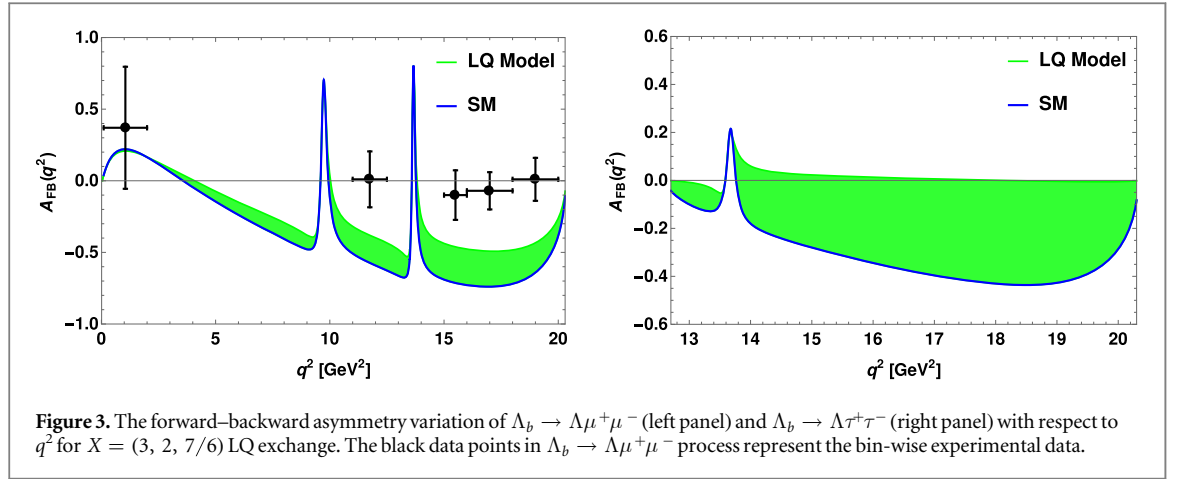 1.0
0.5
0.0
−0.5
−1.0
A_FB(q²)
LQ Model
SM
0 5 10 15 20
q² [GeV²]
0.6
0.4
0.2
0.0
−0.2
−0.4
−0.6
A_FB(q²)
LQ Model
SM
13 14 15 16 17 18 19 20
q² [GeV²]
Figure 3. The forward–backward asymmetry variation of Λ_b → Λμ⁺μ⁻ (left panel) and Λ_b → Λτ⁺τ⁻ (right panel) with respect to
q² for X = (3, 2, 7/6) LQ exchange. The black data points in Λ_b → Λμ⁺μ⁻ process represent the bin-wise experimental data.